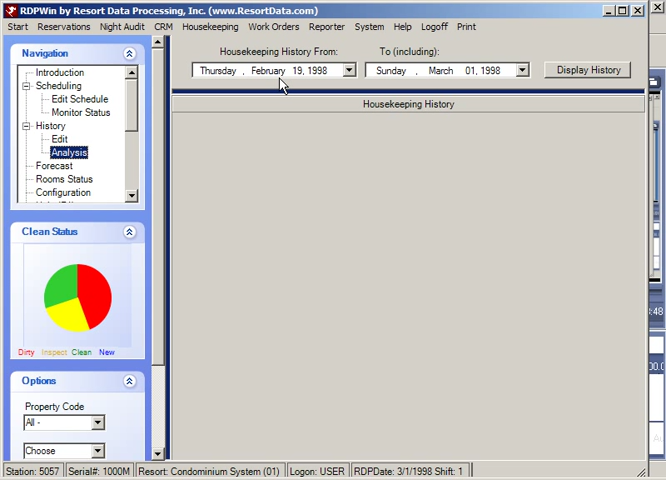 RDPWin by Resort Data Processing, Inc. (www.ResortData.com)
Start Reservations Night Audit CRM Housekeeping Work Orders Reporter System Help Logoff Print
Navigation
Introduction
Scheduling
Edit Schedule
Monitor Status
History
Edit
Analysis
Forecast
Rooms Status
Configuration
Housekeeping History From: To (including):
Thursday , February 19, 1998 Sunday , March 01, 1998 Display History
Housekeeping History
Clean Status
Dirty Inspect Clean New
Options
Property Code
All -
Choose
Station: 5057 Serial#: 1000M Resort: Condominium System (01) Logon: USER RDPDate: 3/1/1998 Shift: 1